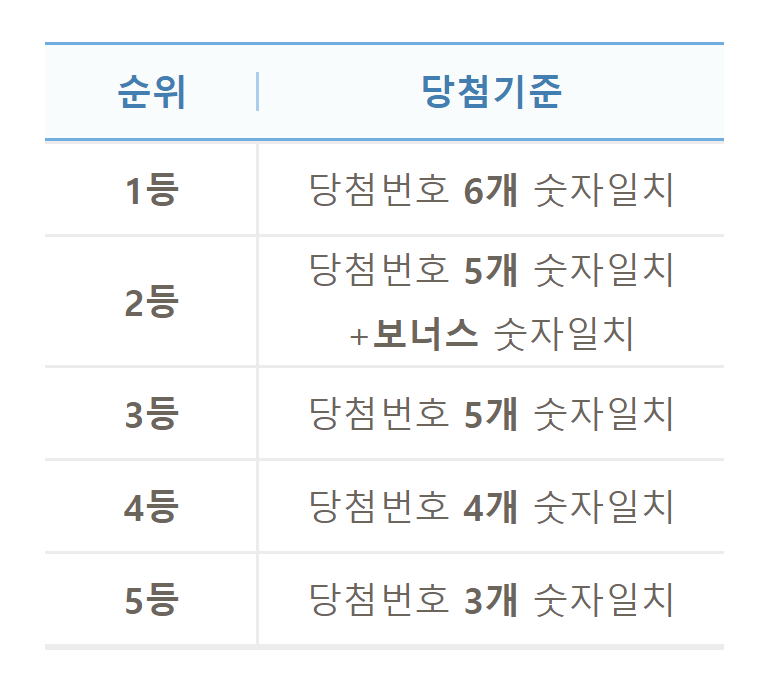 순위 당첨기준
1등 당첨번호 6개 숫자일치
2등 당첨번호 5개 숫자일치
+보너스 숫자일치
3등 당첨번호 5개 숫자일치
4등 당첨번호 4개 숫자일치
5등 당첨번호 3개 숫자일치